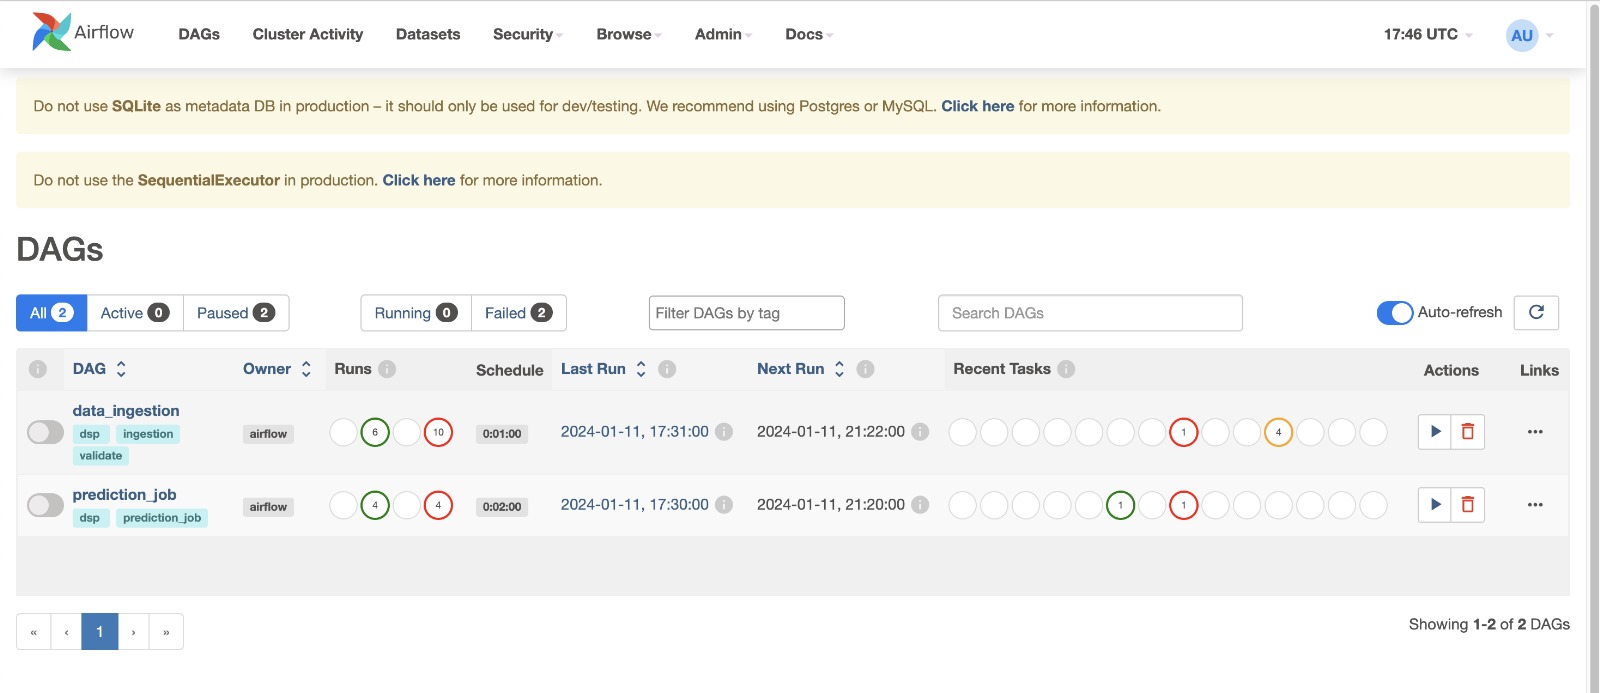 Airflow DAGs Cluster Activity Datasets Security Browse Admin Docs 17:46 UTC AU
Do not use SQLite as metadata DB in production – it should only be used for dev/testing. We recommend using Postgres or MySQL. Click here for more information.
Do not use the SequentialExecutor in production. Click here for more information.
DAGs
All 2 Active 0 Paused 2 Running 0 Failed 2 Filter DAGs by tag Search DAGs Auto-refresh
DAG Owner Runs Schedule Last Run Next Run Recent Tasks Actions Links
data_ingestion
dsp ingestion airflow 6 10 0:01:00 2024-01-11, 17:31:00 2024-01-11, 21:22:00 1 4 •••
validate
prediction_job
dsp prediction_job airflow 4 4 0:02:00 2024-01-11, 17:30:00 2024-01-11, 21:20:00 1 1 •••
« ‹ 1 › » Showing 1-2 of 2 DAGs